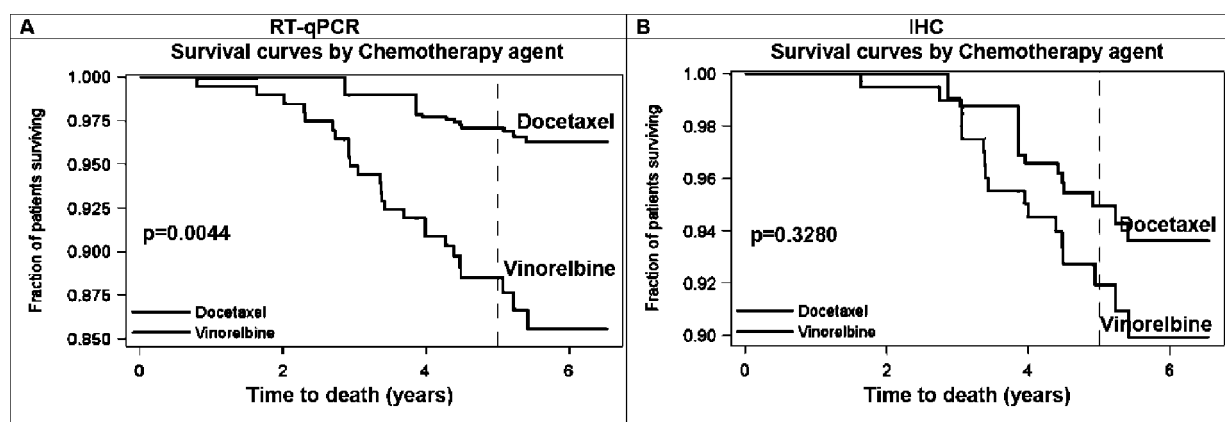 A
RT-qPCR
Survival curves by Chemotherapy agent
Fraction of patients surviving
1.000
0.975
0.950
0.925
0.900
0.875
0.850
Docetaxel
Vinorelbine
p=0.0044
Docetaxel
Vinorelbine
0
2
4
6
Time to death (years)
B
IHC
Survival curves by Chemotherapy agent
Fraction of patients surviving
1.00
0.98
0.96
0.94
0.92
0.90
Docetaxel
Vinorelbine
p=0.3280
Docetaxel
Vinorelbine
0
2
4
6
Time to death (years)